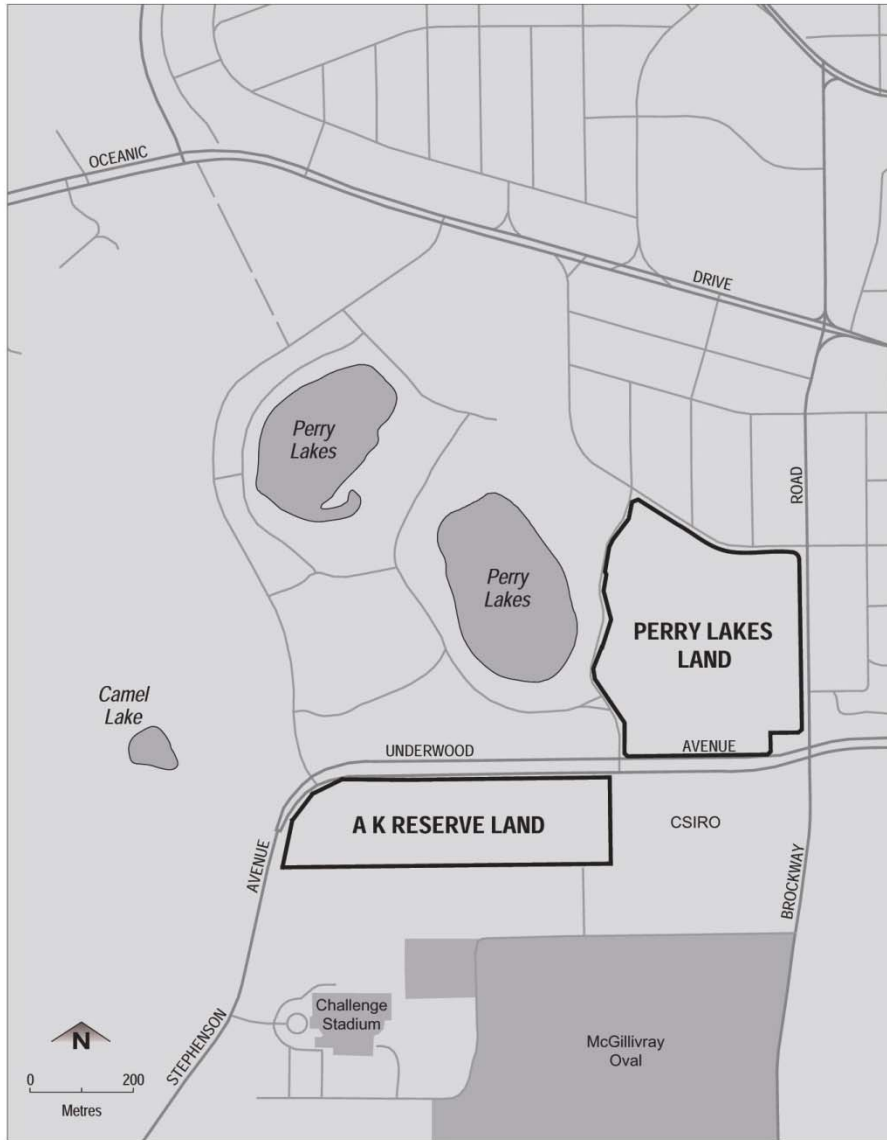 OCEANIC
DRIVE
Perry
Lakes
ROAD
Perry
Lakes
PERRY LAKES
LAND
Camel
Lake
UNDERWOOD
AVENUE
A K RESERVE LAND
CSIRO
AVENUE
BROCKWAY
Challenge
Stadium
McGillivray
Oval
STEPHENSON
N
0 200
Metres